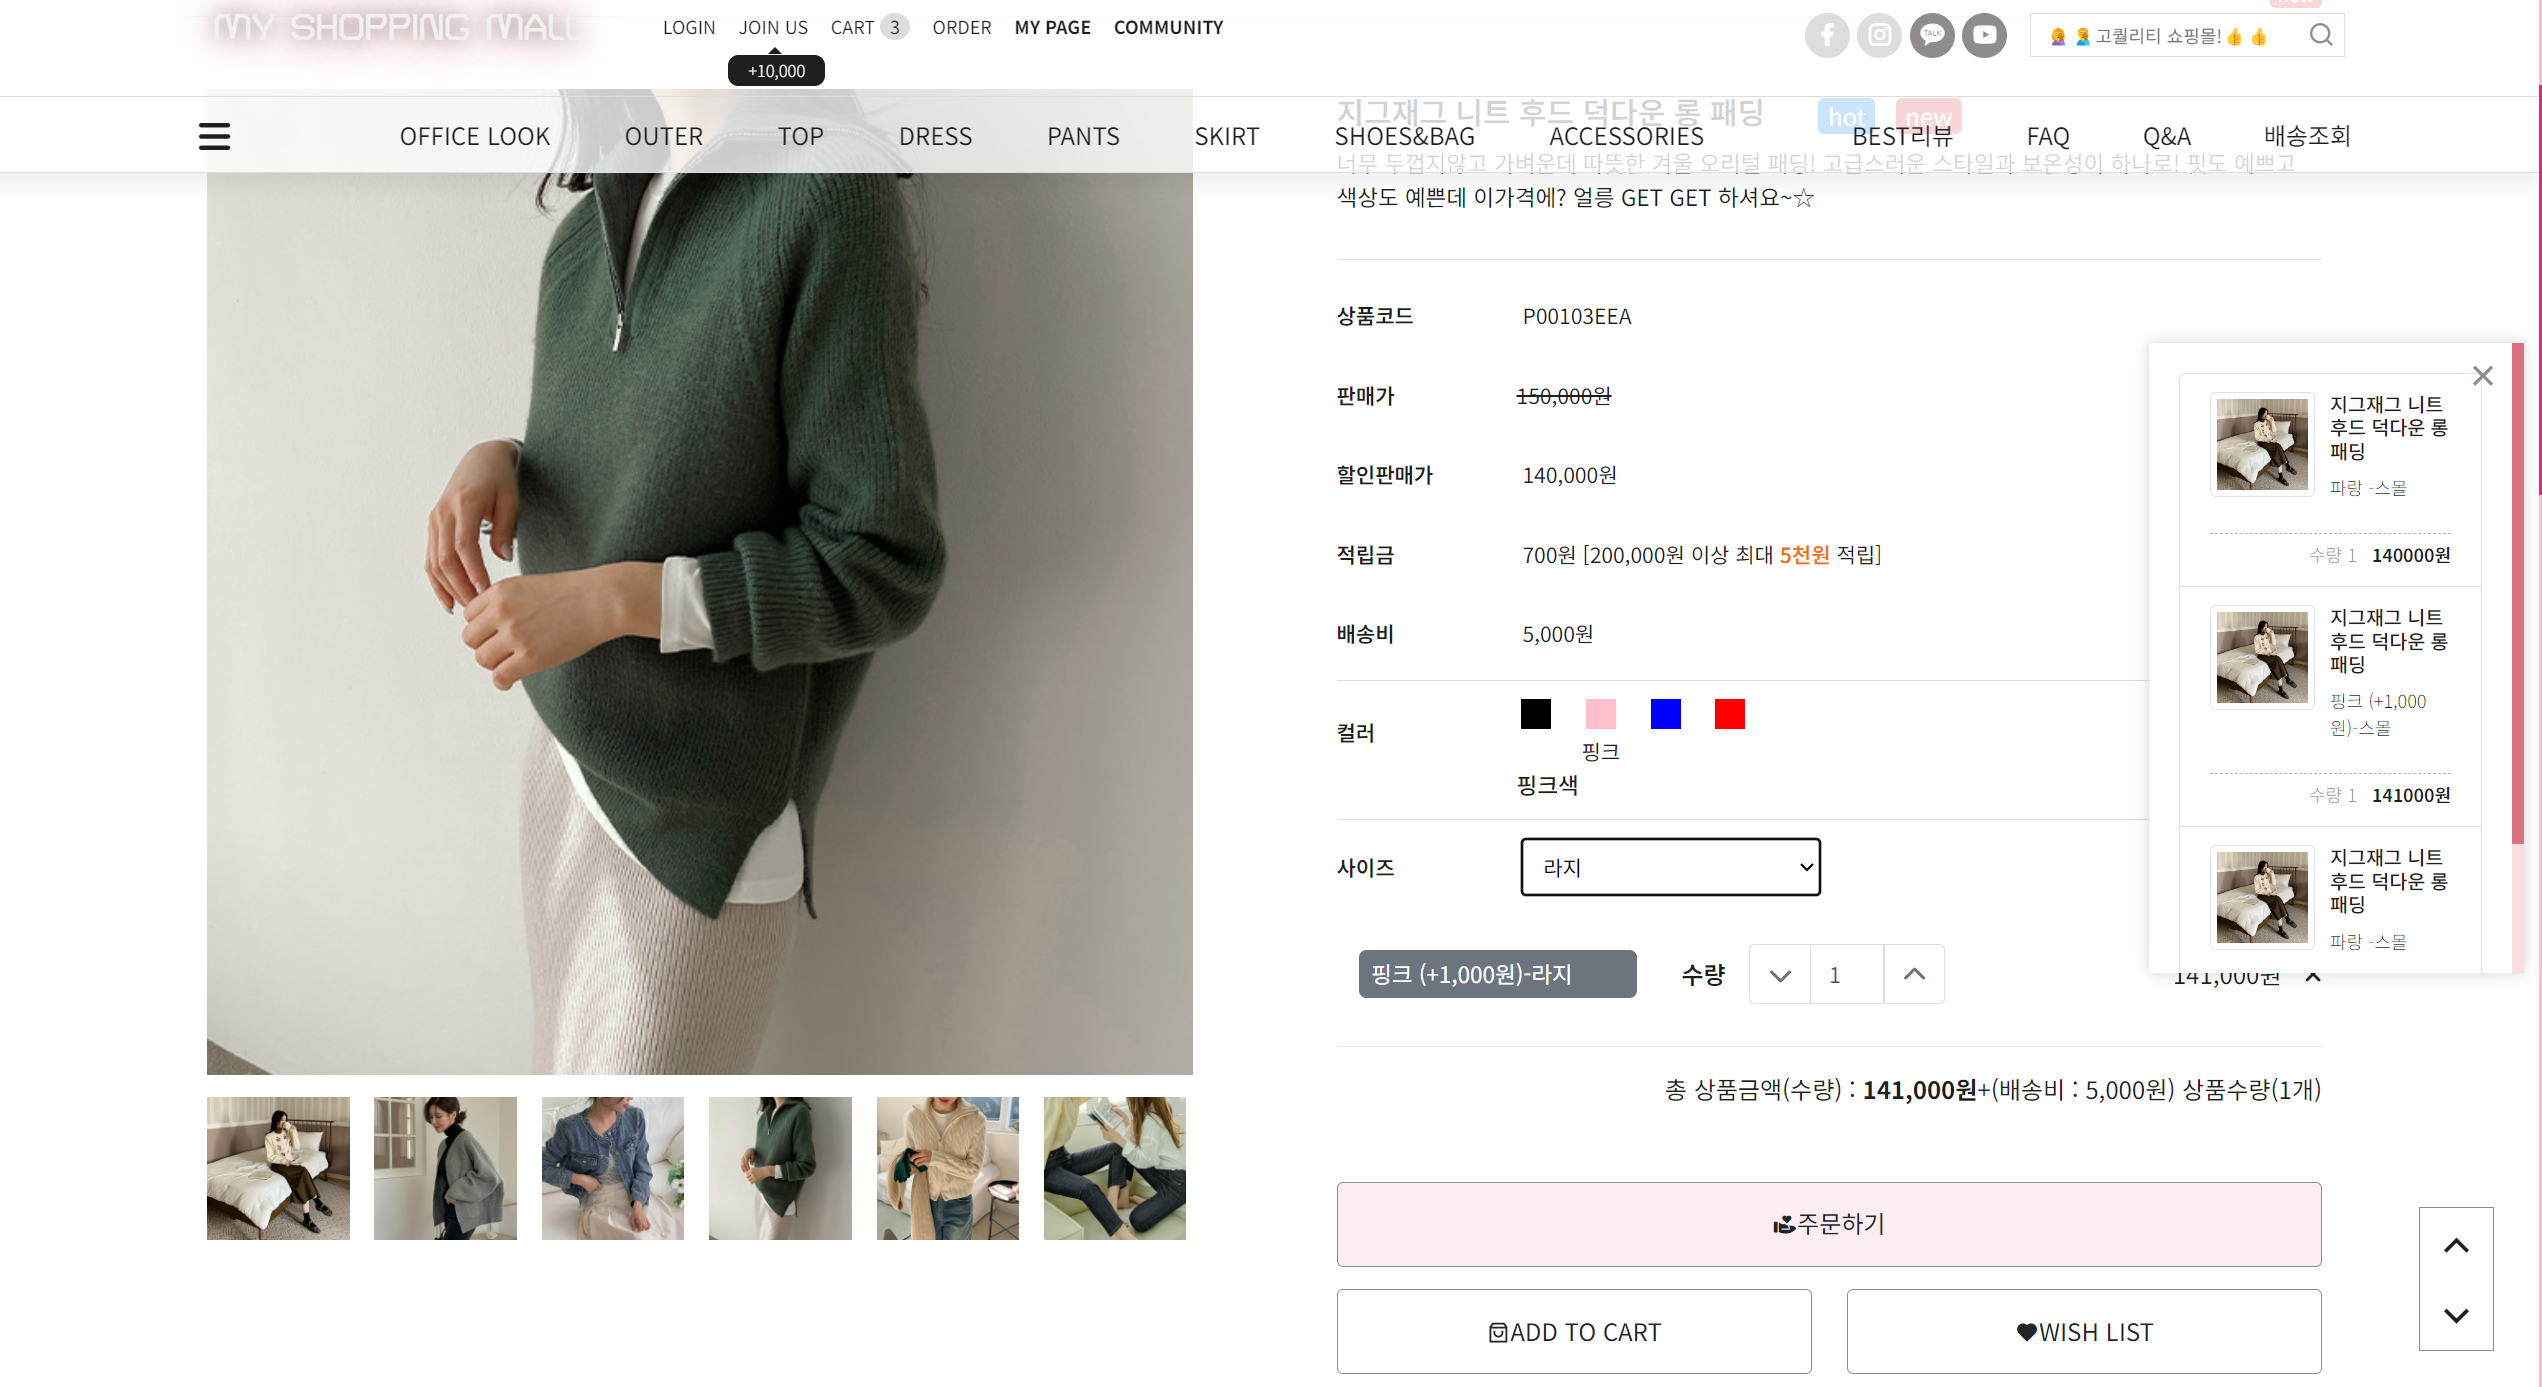 MY SHOPPING MALL
LOGIN JOIN US CART 3 ORDER MY PAGE COMMUNITY
+10,000
TALK
고퀄리티 쇼핑몰!
OFFICE LOOK OUTER TOP DRESS PANTS SKIRT SHOES&BAG ACCESSORIES BEST리뷰 FAQ Q&A 배송조회
지그재그 니트 후드 덕다운 롱 패딩 hot new
너무 두껍지않고 가벼운데 따뜻한 겨울 오리털 패딩! 고급스러운 스타일과 보온성이 하나로! 핏도 예쁘고
색상도 예쁜데 이가격에? 얼릉 GET GET 하셔요~☆
상품코드 P00103EEA
판매가 150,000원
할인판매가 140,000원
적립금 700원 [200,000원 이상 최대 5천원 적립]
배송비 5,000원
컬러
핑크
핑크색
사이즈 라지
핑크 (+1,000원)-라지 수량 1 141,000원
총 상품금액(수량) : 141,000원+(배송비 : 5,000원) 상품수량(1개)
주문하기
ADD TO CART WISH LIST
지그재그 니트
후드 덕다운 롱
패딩
파랑 -스몰
수량 1 140000원
지그재그 니트
후드 덕다운 롱
패딩
핑크 (+1,000
원)-스몰
수량 1 141000원
지그재그 니트
후드 덕다운 롱
패딩
파랑 -스몰